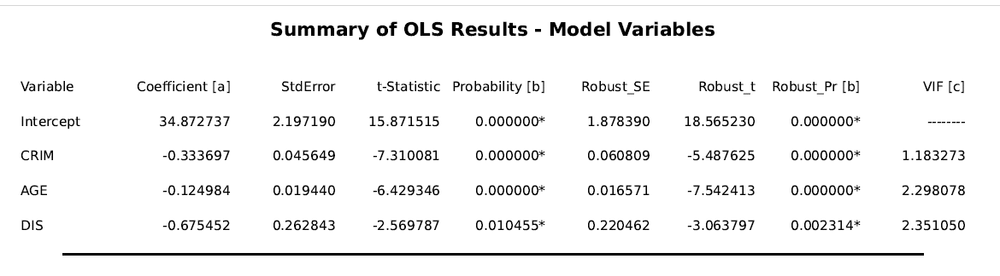 Summary of OLS Results - Model Variables
Variable Coefficient [a] StdError t-Statistic Probability [b] Robust_SE Robust_t Robust_Pr [b] VIF [c]
Intercept 34.872737 2.197190 15.871515 0.000000* 1.878390 18.565230 0.000000* --------
CRIM -0.333697 0.045649 -7.310081 0.000000* 0.060809 -5.487625 0.000000* 1.183273
AGE -0.124984 0.019440 -6.429346 0.000000* 0.016571 -7.542413 0.000000* 2.298078
DIS -0.675452 0.262843 -2.569787 0.010455* 0.220462 -3.063797 0.002314* 2.351050